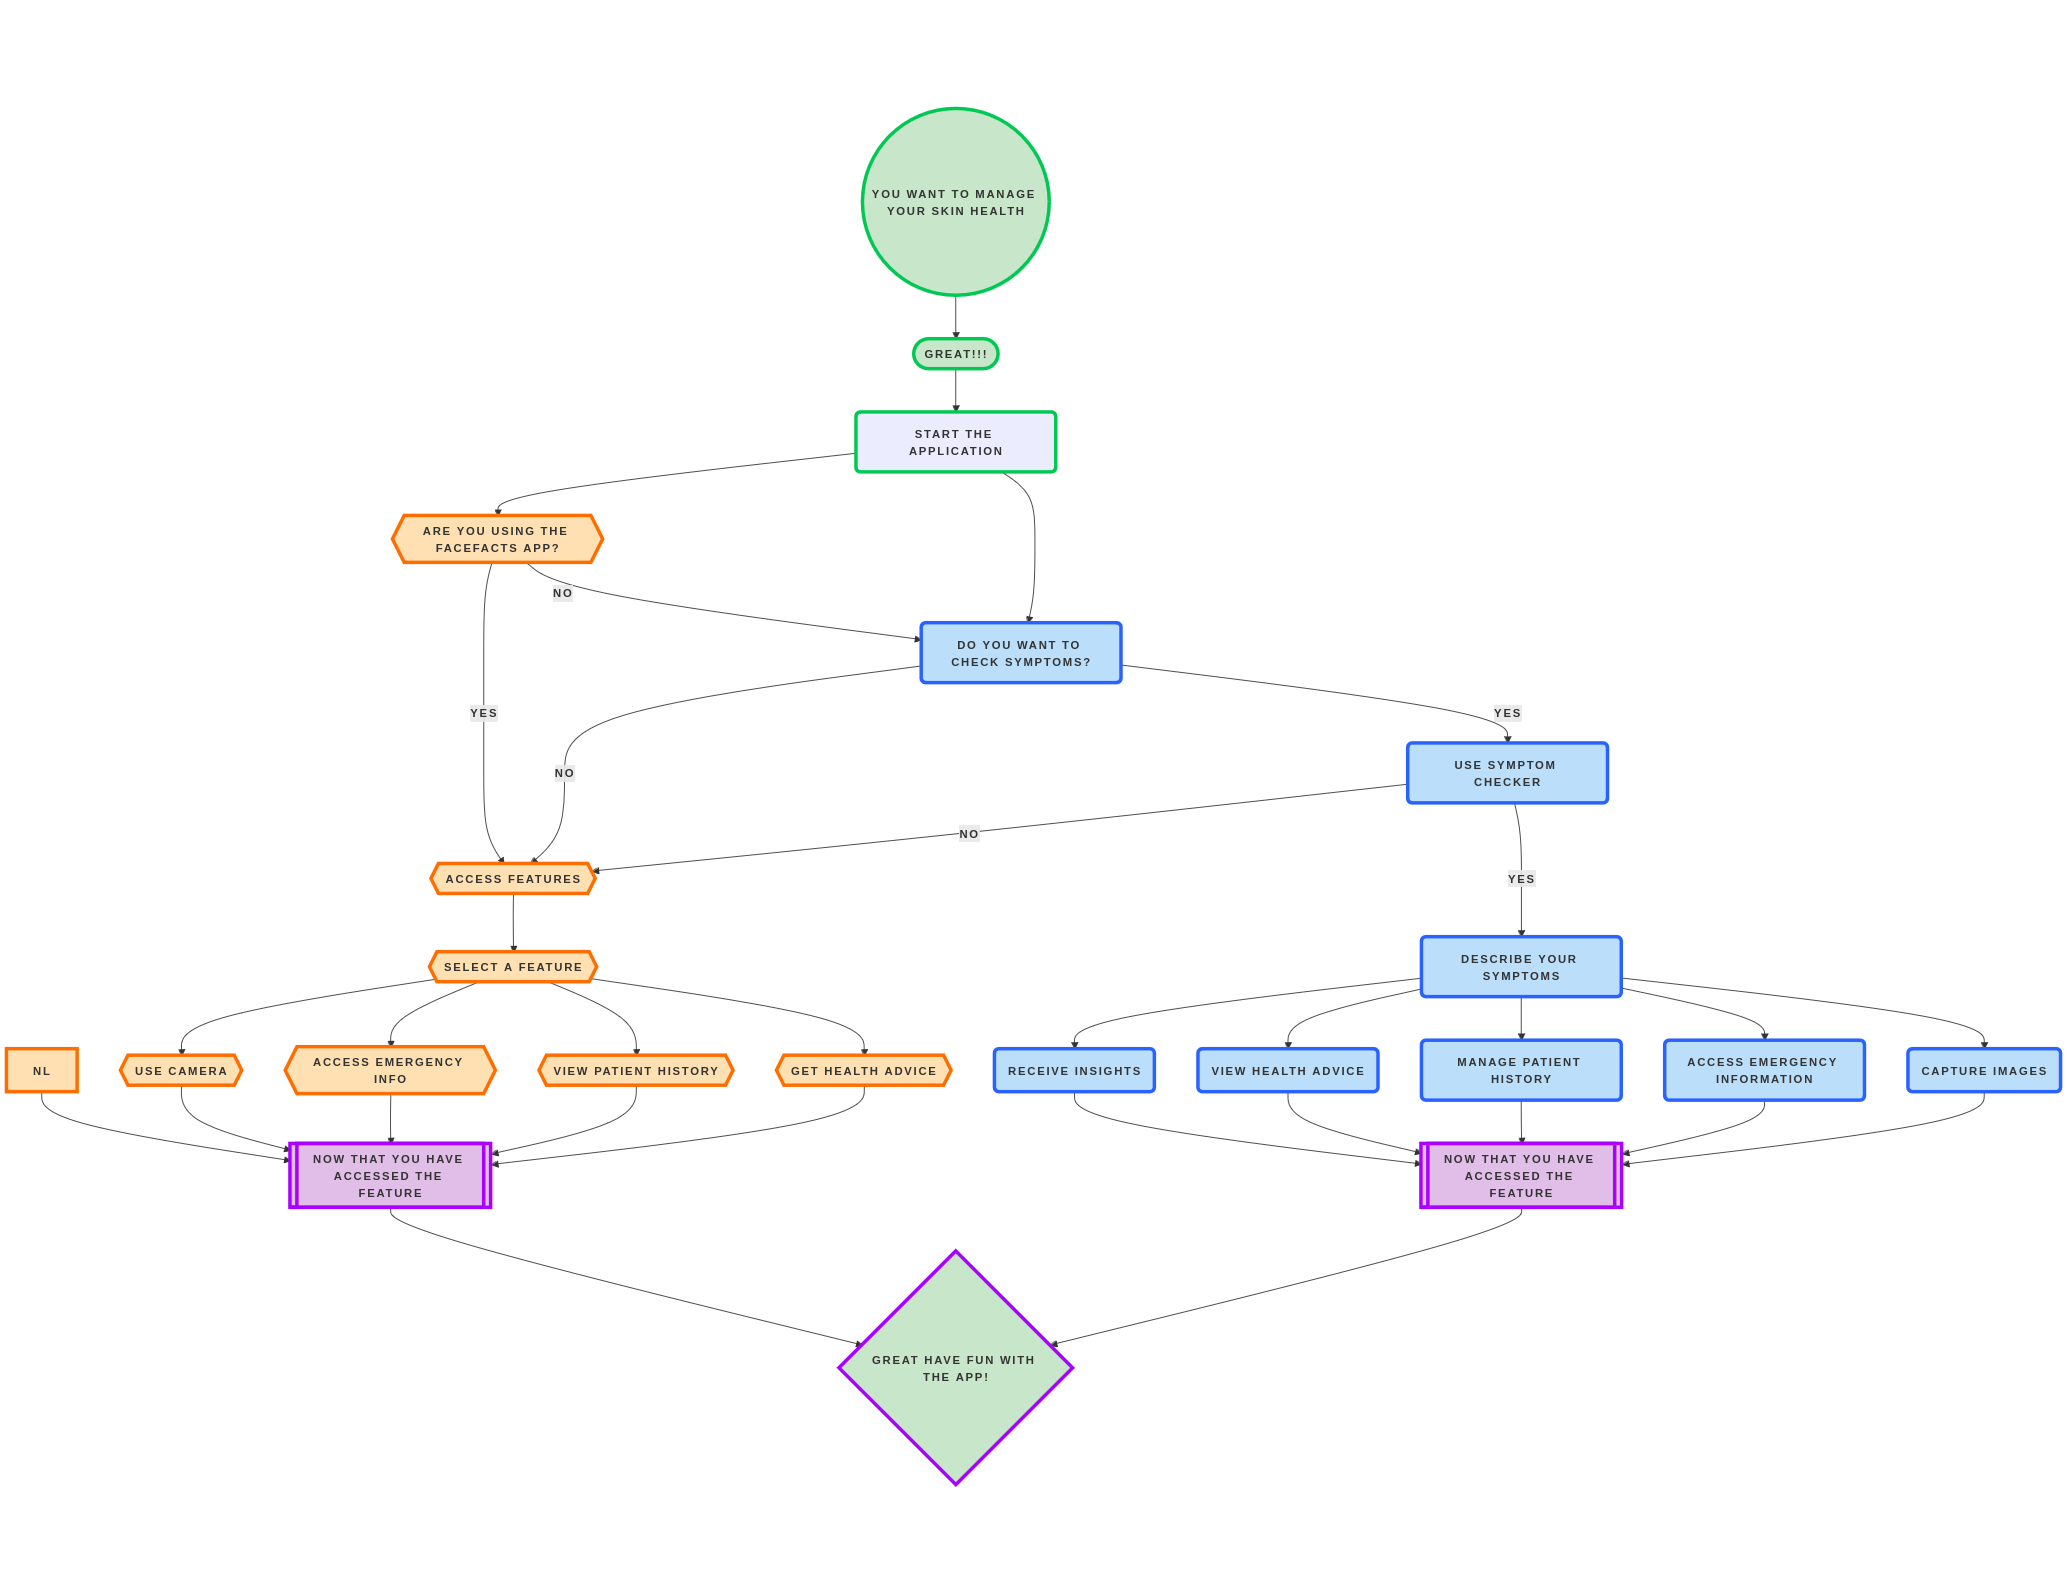 YOU WANT TO MANAGE
YOUR SKIN HEALTH
GREAT!!!
START THE
APPLICATION
ARE YOU USING THE
FACEFACTS APP?
NO
DO YOU WANT TO
CHECK SYMPTOMS?
YES
YES
NO
USE SYMPTOM
CHECKER
NO
YES
ACCESS FEATURES
SELECT A FEATURE
DESCRIBE YOUR
SYMPTOMS
NL
USE CAMERA
ACCESS EMERGENCY
INFO
VIEW PATIENT HISTORY
GET HEALTH ADVICE
RECEIVE INSIGHTS
VIEW HEALTH ADVICE
MANAGE PATIENT
HISTORY
ACCESS EMERGENCY
INFORMATION
CAPTURE IMAGES
NOW THAT YOU HAVE
ACCESSED THE
FEATURE
NOW THAT YOU HAVE
ACCESSED THE
FEATURE
GREAT HAVE FUN WITH
THE APP!